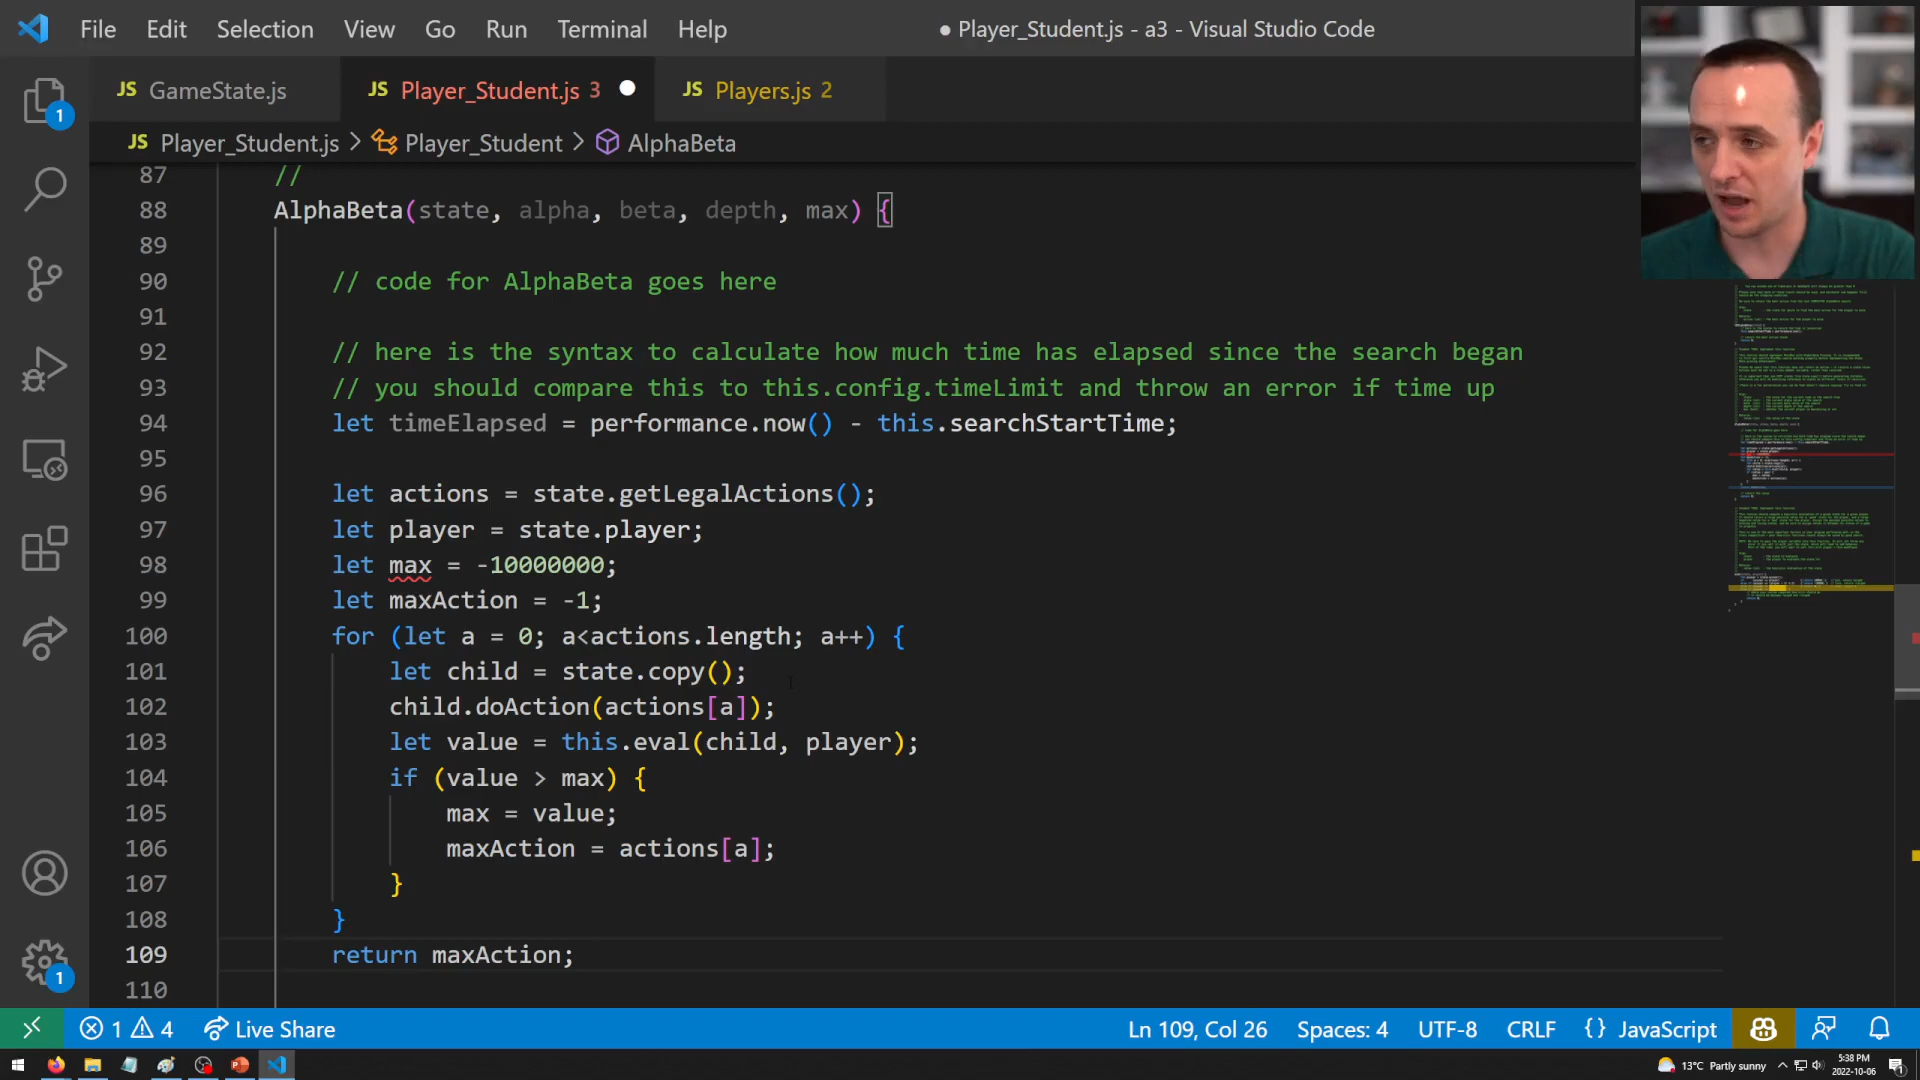 File Edit Selection View Go Run Terminal Help
● Player_Student.js - a3 - Visual Studio Code
JS GameState.js
JS Player_Student.js 3
JS Players.js 2
JS Player_Student.js > Player_Student > AlphaBeta
87 //
88 AlphaBeta(state, alpha, beta, depth, max) {
89
90 // code for AlphaBeta goes here
91
92 // here is the syntax to calculate how much time has elapsed since the search began
93 // you should compare this to this.config.timeLimit and throw an error if time up
94 let timeElapsed = performance.now() - this.searchStartTime;
95
96 let actions = state.getLegalActions();
97 let player = state.player;
98 let max = -10000000;
99 let maxAction = -1;
100 for (let a = 0; a<actions.length; a++) {
101 let child = state.copy();
102 child.doAction(actions[a]);
103 let value = this.eval(child, player);
104 if (value > max) {
105 max = value;
106 maxAction = actions[a];
107 }
108 }
109 return maxAction;
110
1
1
1 4 Live Share
Ln 109, Col 26 Spaces: 4 UTF-8 CRLF {} JavaScript
13°C Partly sunny
5:38 PM
2022-10-06
1